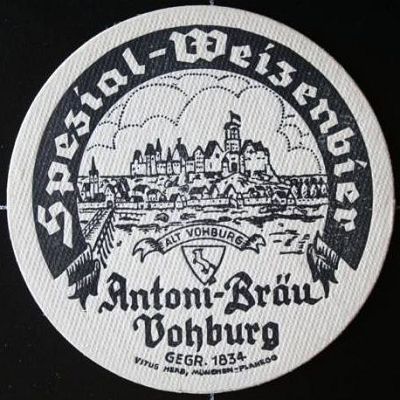 Spezial-Weizenbier
ALT VOHBURG
Antoni-Bräu
Vohburg
GEGR. 1834
VITUS HERB, MÜNCHEN-PLANEGG